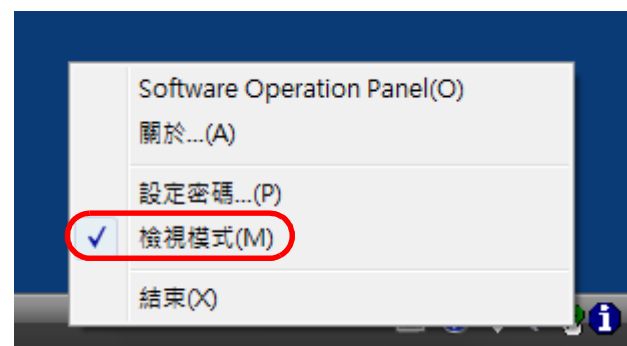 Software Operation Panel(O)
關於...(A)
設定密碼...(P)
檢視模式(M)
結束(X)